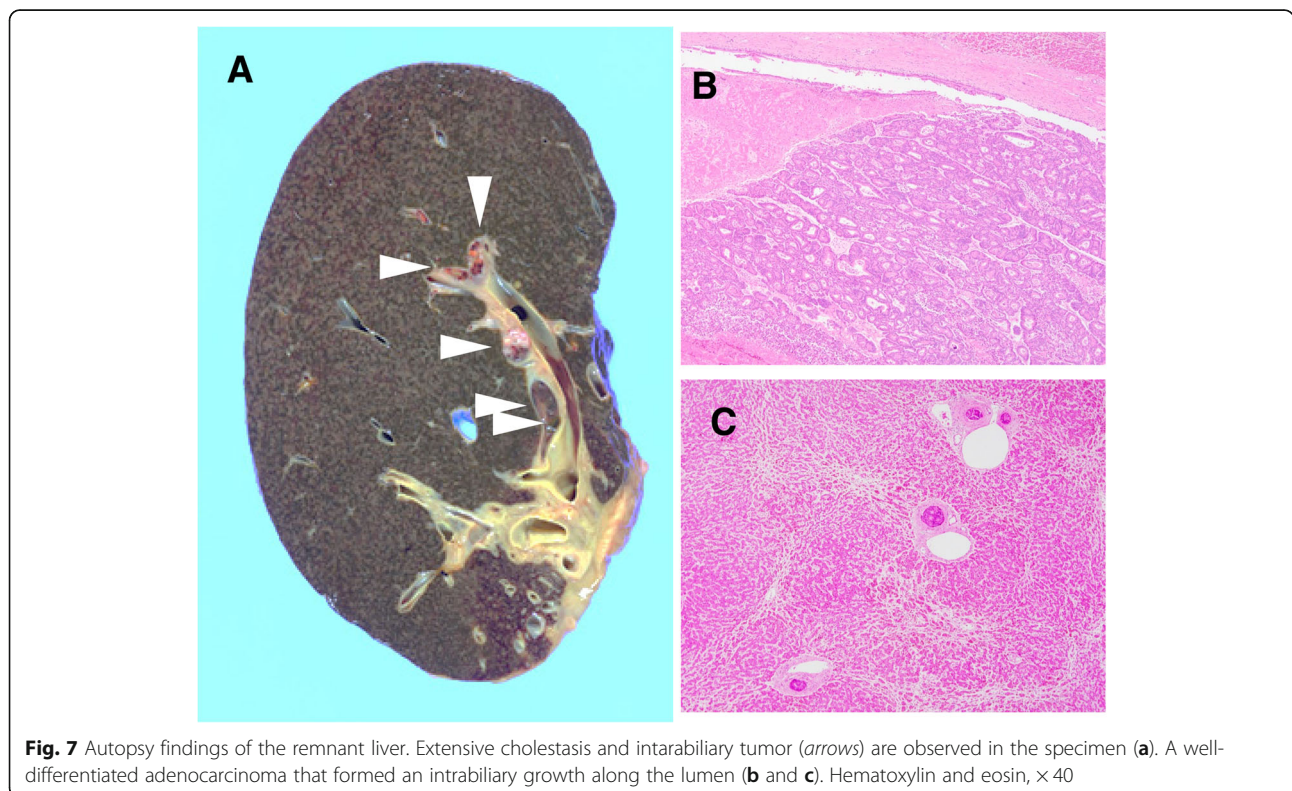 A
B
C
Fig. 7 Autopsy findings of the remnant liver. Extensive cholestasis and intarabiliary tumor (arrows) are observed in the specimen (a). A well-
differentiated adenocarcinoma that formed an intrabiliary growth along the lumen (b and c). Hematoxylin and eosin, × 40